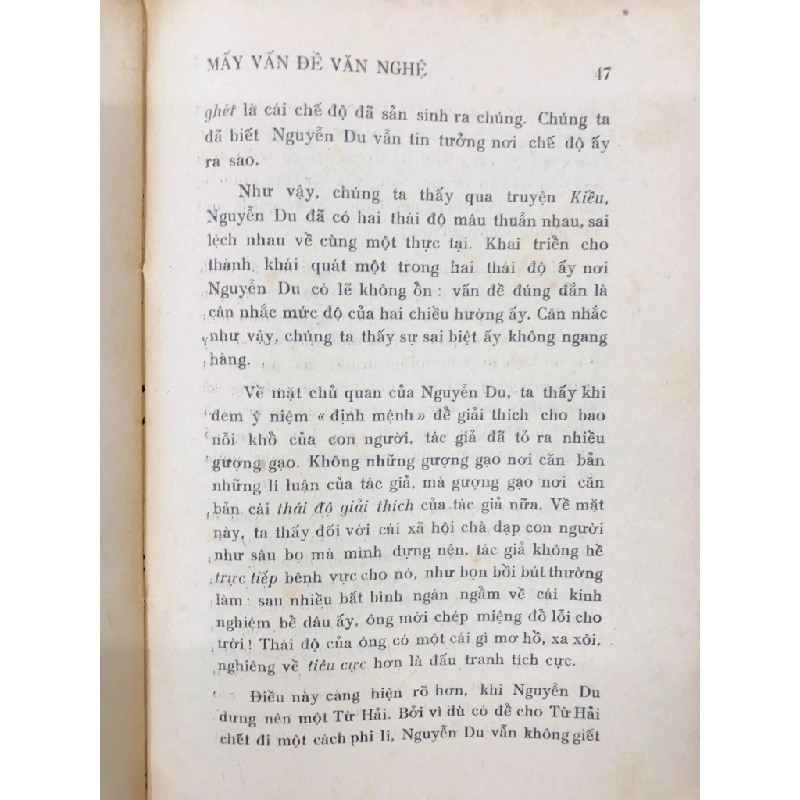 MẤY VẤN ĐỀ VĂN NGHỆ 47
ghét là cái chế độ đã sản sinh ra chúng. Chúng ta
đã biết Nguyễn Du vẫn tin tưởng nơi chế độ ấy
ra sao.
Như vậy, chúng ta thấy qua truyện Kiều,
Nguyễn Du đã có hai thái độ mâu thuẫn nhau, sai
lệch nhau về cùng một thực tại. Khai triển cho
thành, khái quát một trong hai thái độ ấy nơi
Nguyễn Du có lẽ không ồn : vấn đề đúng đắn là
cân nhắc mức độ của hai chiều hướng ấy. Cân nhắc
như vậy, chúng ta thấy sự sai biệt ấy không ngang
hàng.
Về mặt chủ quan của Nguyễn Du, ta thấy khi
đem ý niệm « định mệnh » đề giải thích cho bao
nỗi khổ của con người, tác giả đã tỏ ra nhiều
gượng gạo. Không những gượng gạo nơi căn bản
những lí luận của tác giả, mà gượng gạo nơi căn
bản cái thái độ giải thích của tác giả nữa. Về mặt
này, ta thấy đối với cái xã hội chà đạp con người
như sâu bọ mà mình dựng nện, tác giả không hề
trực tiếp bênh vực cho nó, như bọn bồi bút thường
làm : sau nhiều bất bình ngán ngầm về cái kinh
nghiệm bề dâu ấy, ông mới chép miệng đồ lỗi cho
trời ! Thái độ của ông có một cái gì mơ hồ, xa xôi,
nghiêng về tiêu cực hơn là đấu tranh tích cực.
Điều này càng hiện rõ hơn, khi Nguyễn Du
dưng nên một Từ Hải. Bởi vì dù có đề cho Từ Hải
chết đi một cách phi lí, Nguyễn Du vẫn không giết